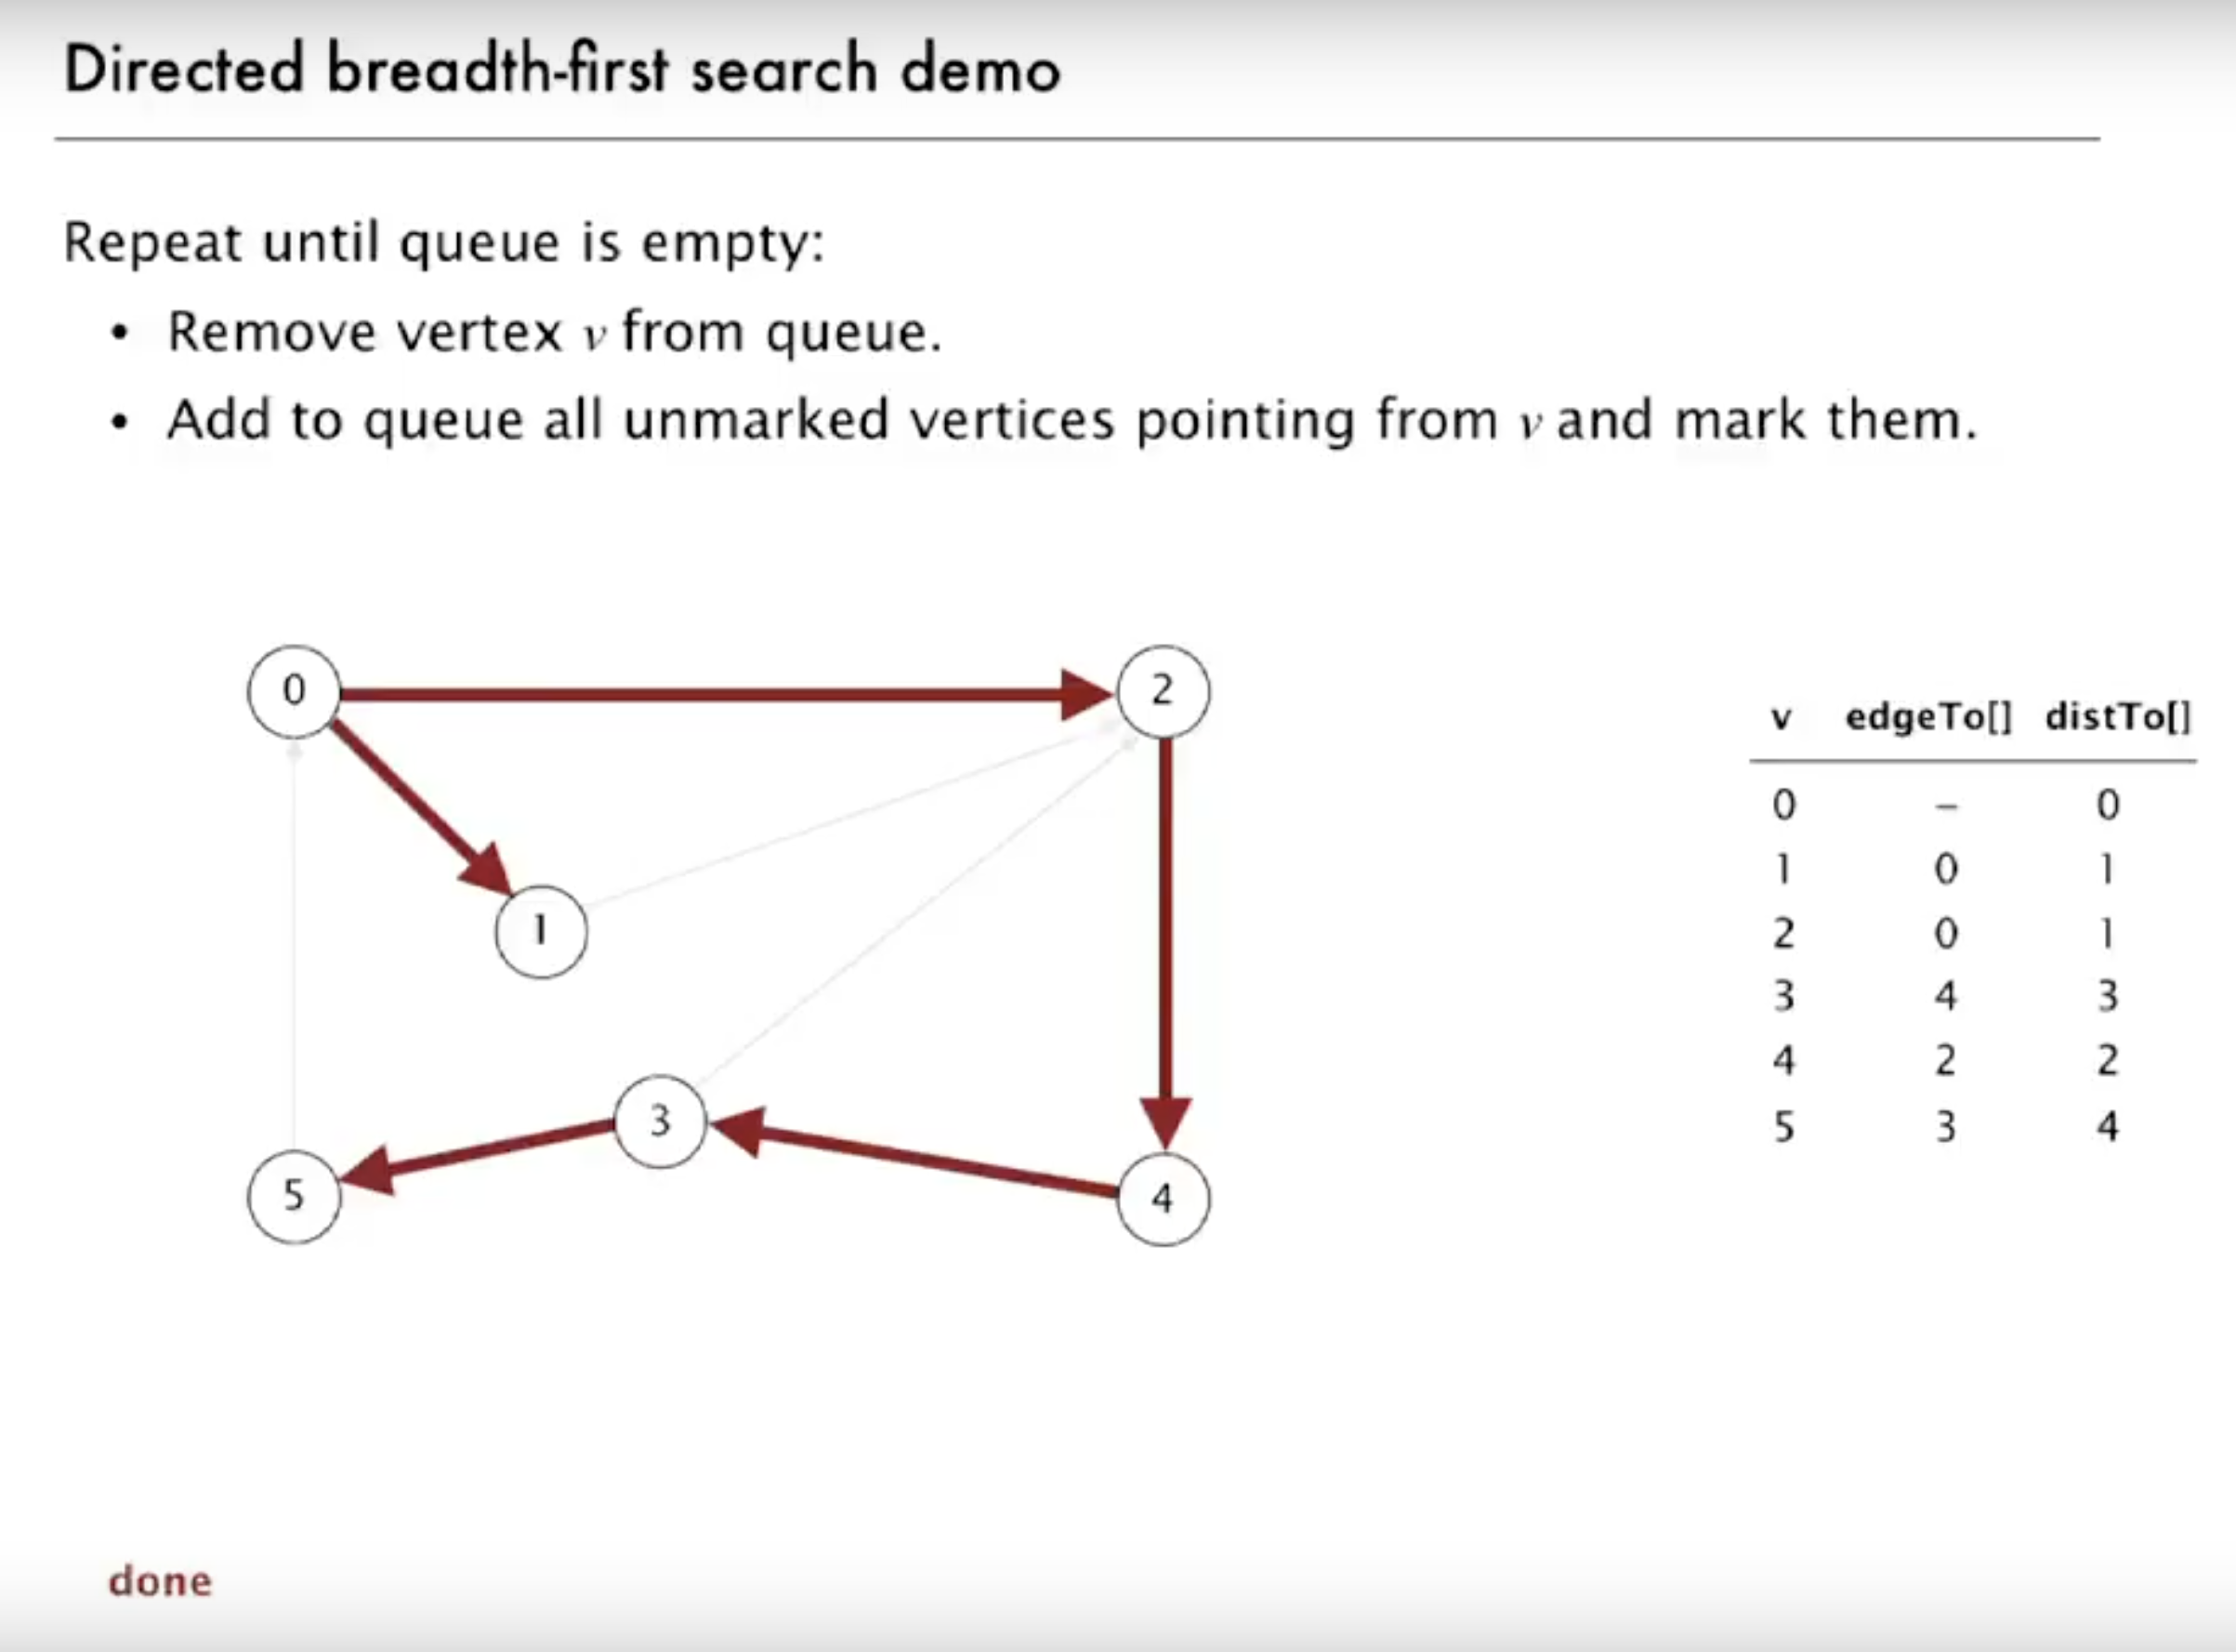 Directed breadth-first search demo
Repeat until queue is empty:
• Remove vertex v from queue.
• Add to queue all unmarked vertices pointing from v and mark them.
0
2
1
3
5
4
v edgeTo[] distTo[]
0 – 0
1 0 1
2 0 1
3 4 3
4 2 2
5 3 4
done